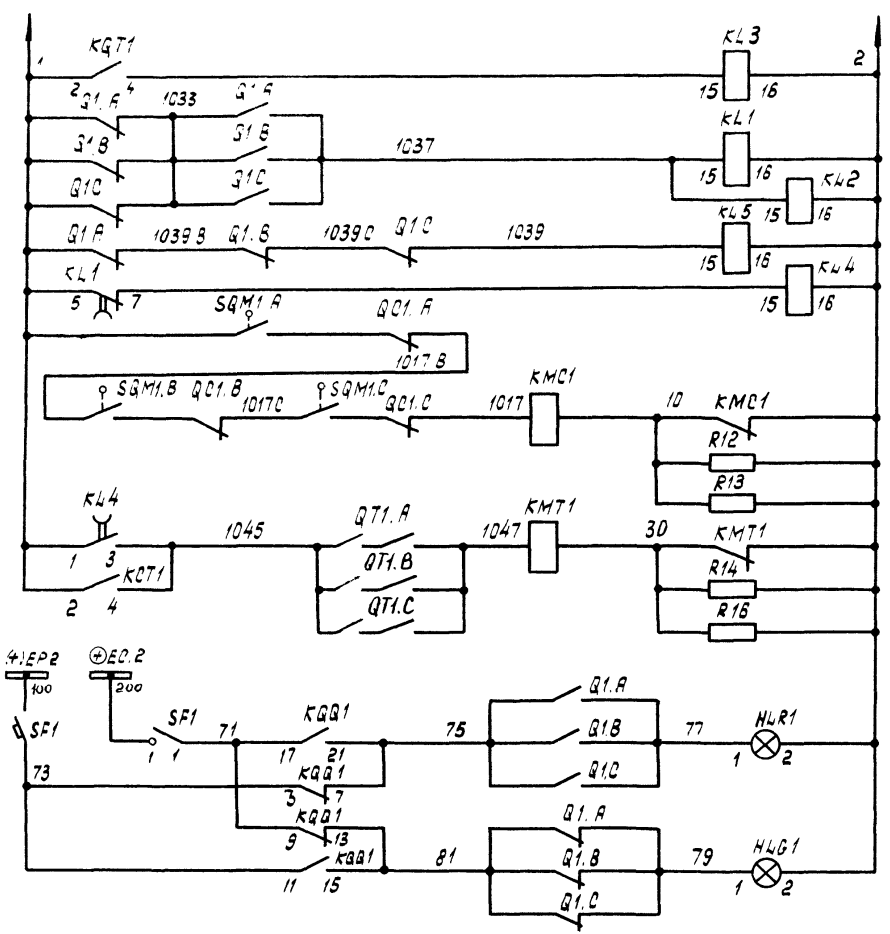 1 KQT1 KL3 2
2 4 15 16
Q1.A 1033 Q1.A KL1
Q1.B Q1.B 1037
15 16 KL2
Q1C Q1C 15 16
Q1A 1039B Q1.B 1039C Q1.C 1039 KL5
15 16
KL1 KL4
5 7 15 16
SQM1.A QC1.A
1017B
SQM1.B QC1.B 1017C SQM1.C QC1.C 1017 KMC1 10 KMC1
R12
R13
KL4 1045 QT1.A 1047 KMT1 30 KMT1
1 3 KCT1 QT1.B R14
2 4 QT1.C R16
(+)EP2 (+)EC.2
100 200
SF1 SF1 71 KQQ1 75 Q1.A 77 HLR1
1 1 17 21 Q1.B 1 2
73 KQQ1 Q1.C
3 7
KQQ1 Q1.A
9 13
KQQ1 81 Q1.B 79 HLG1
11 15 Q1.C 1 2